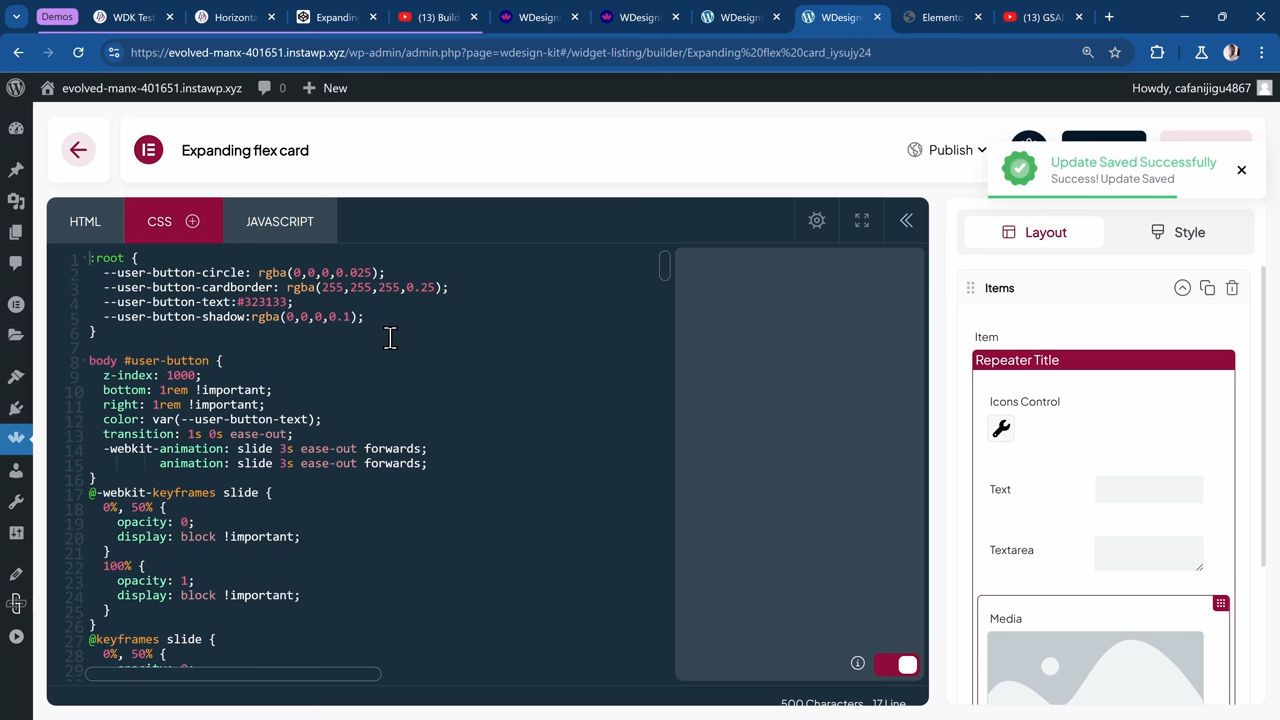 Demos
WDK Test
Horizonta
Expanding
(13) Buil
WDesign
WDesign
WDesign
WDesign
Elemento
(13) GSA
https://evolved-manx-401651.instawp.xyz/wp-admin/admin.php?page=wdesign-kit#/widget-listing/builder/Expanding%20flex%20card_iysujy24
evolved-manx-401651.instawp.xyz
0
New
Howdy, cafanijigu4867
Expanding flex card
Publish
Update Saved Successfully
Success! Update Saved
HTML
CSS
JAVASCRIPT
Layout
Style
1 :root {
2 --user-button-circle: rgba(0,0,0,0.025);
3 --user-button-cardborder: rgba(255,255,255,0.25);
4 --user-button-text:#323133;
5 --user-button-shadow:rgba(0,0,0,0.1);
6 }
7
8 body #user-button {
9 z-index: 1000;
10 bottom: 1rem !important;
11 right: 1rem !important;
12 color: var(--user-button-text);
13 transition: 1s 0s ease-out;
14 -webkit-animation: slide 3s ease-out forwards;
15 animation: slide 3s ease-out forwards;
16 }
17 @-webkit-keyframes slide {
18 0%, 50% {
19 opacity: 0;
20 display: block !important;
21 }
22 100% {
23 opacity: 1;
24 display: block !important;
25 }
26 }
27 @keyframes slide {
28 0%, 50% {
29
Items
Item
Repeater Title
Icons Control
Text
Textarea
Media
500 Characters, 17 Line